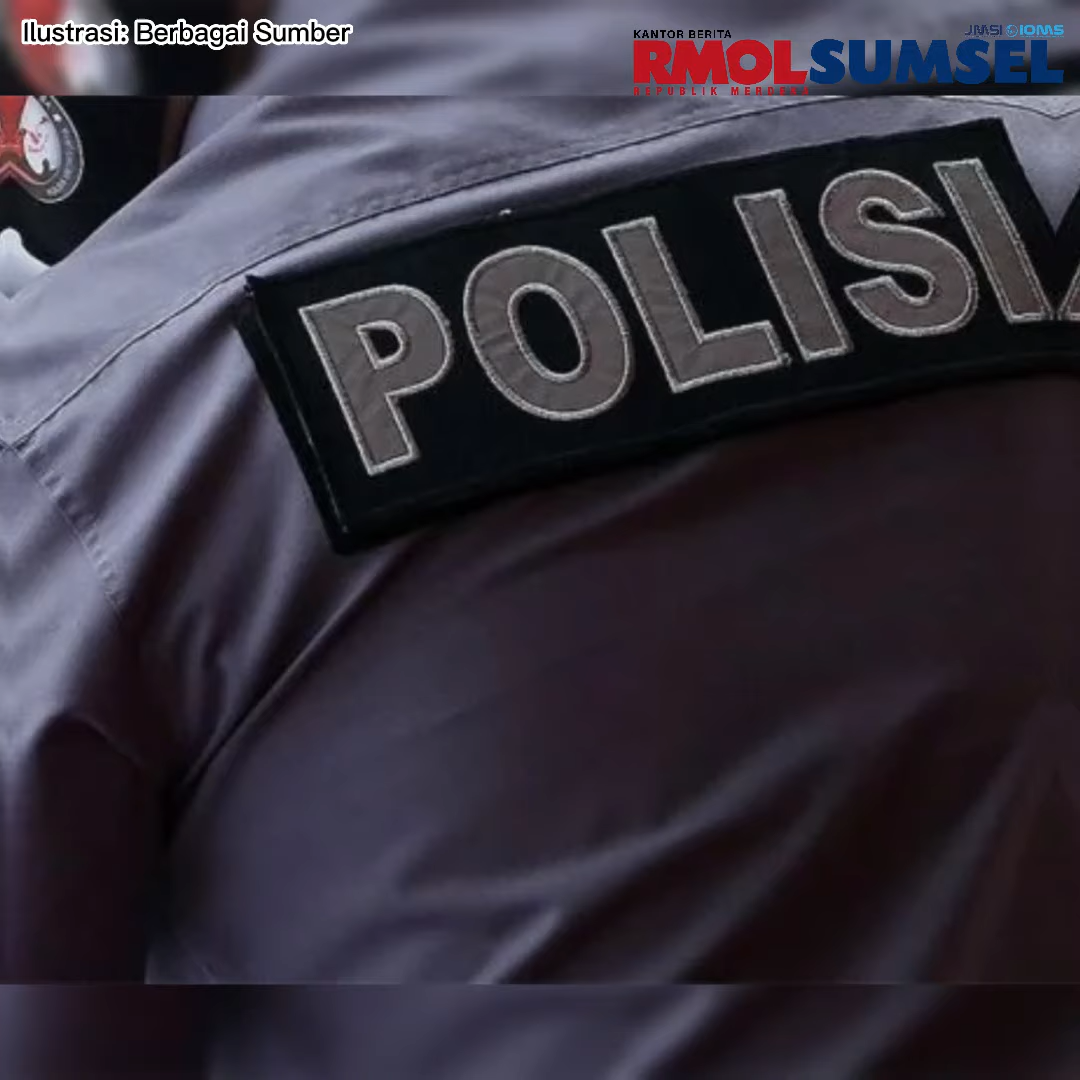 Ilustrasi: Berbagai Sumber
JMSI IOMS
KANTOR BERITA
RMOLSUMSEL
REPUBLIK MERDEKA
POLISI